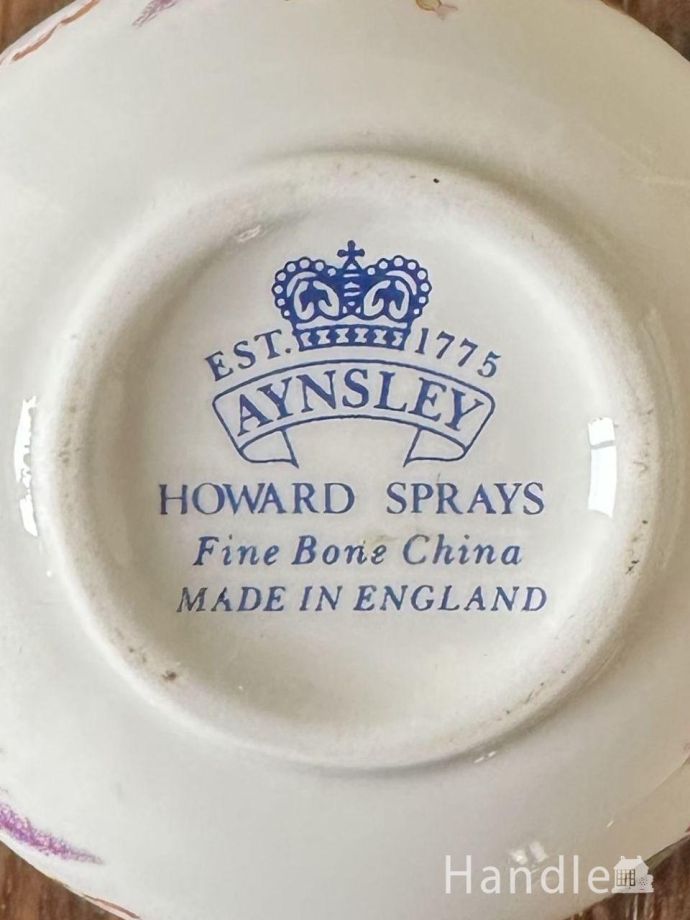 EST. 1775
AYNSLEY
HOWARD SPRAYS
Fine Bone China
MADE IN ENGLAND
Handle